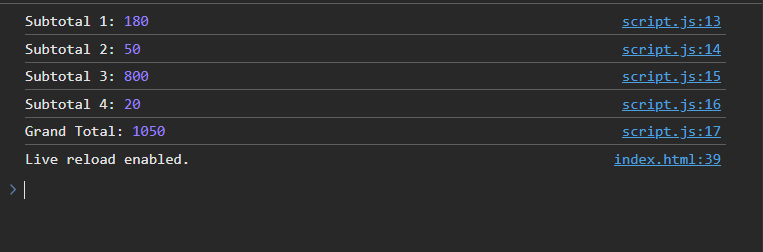 Subtotal 1: 180 script.js:13
Subtotal 2: 50 script.js:14
Subtotal 3: 800 script.js:15
Subtotal 4: 20 script.js:16
Grand Total: 1050 script.js:17
Live reload enabled. index.html:39
>